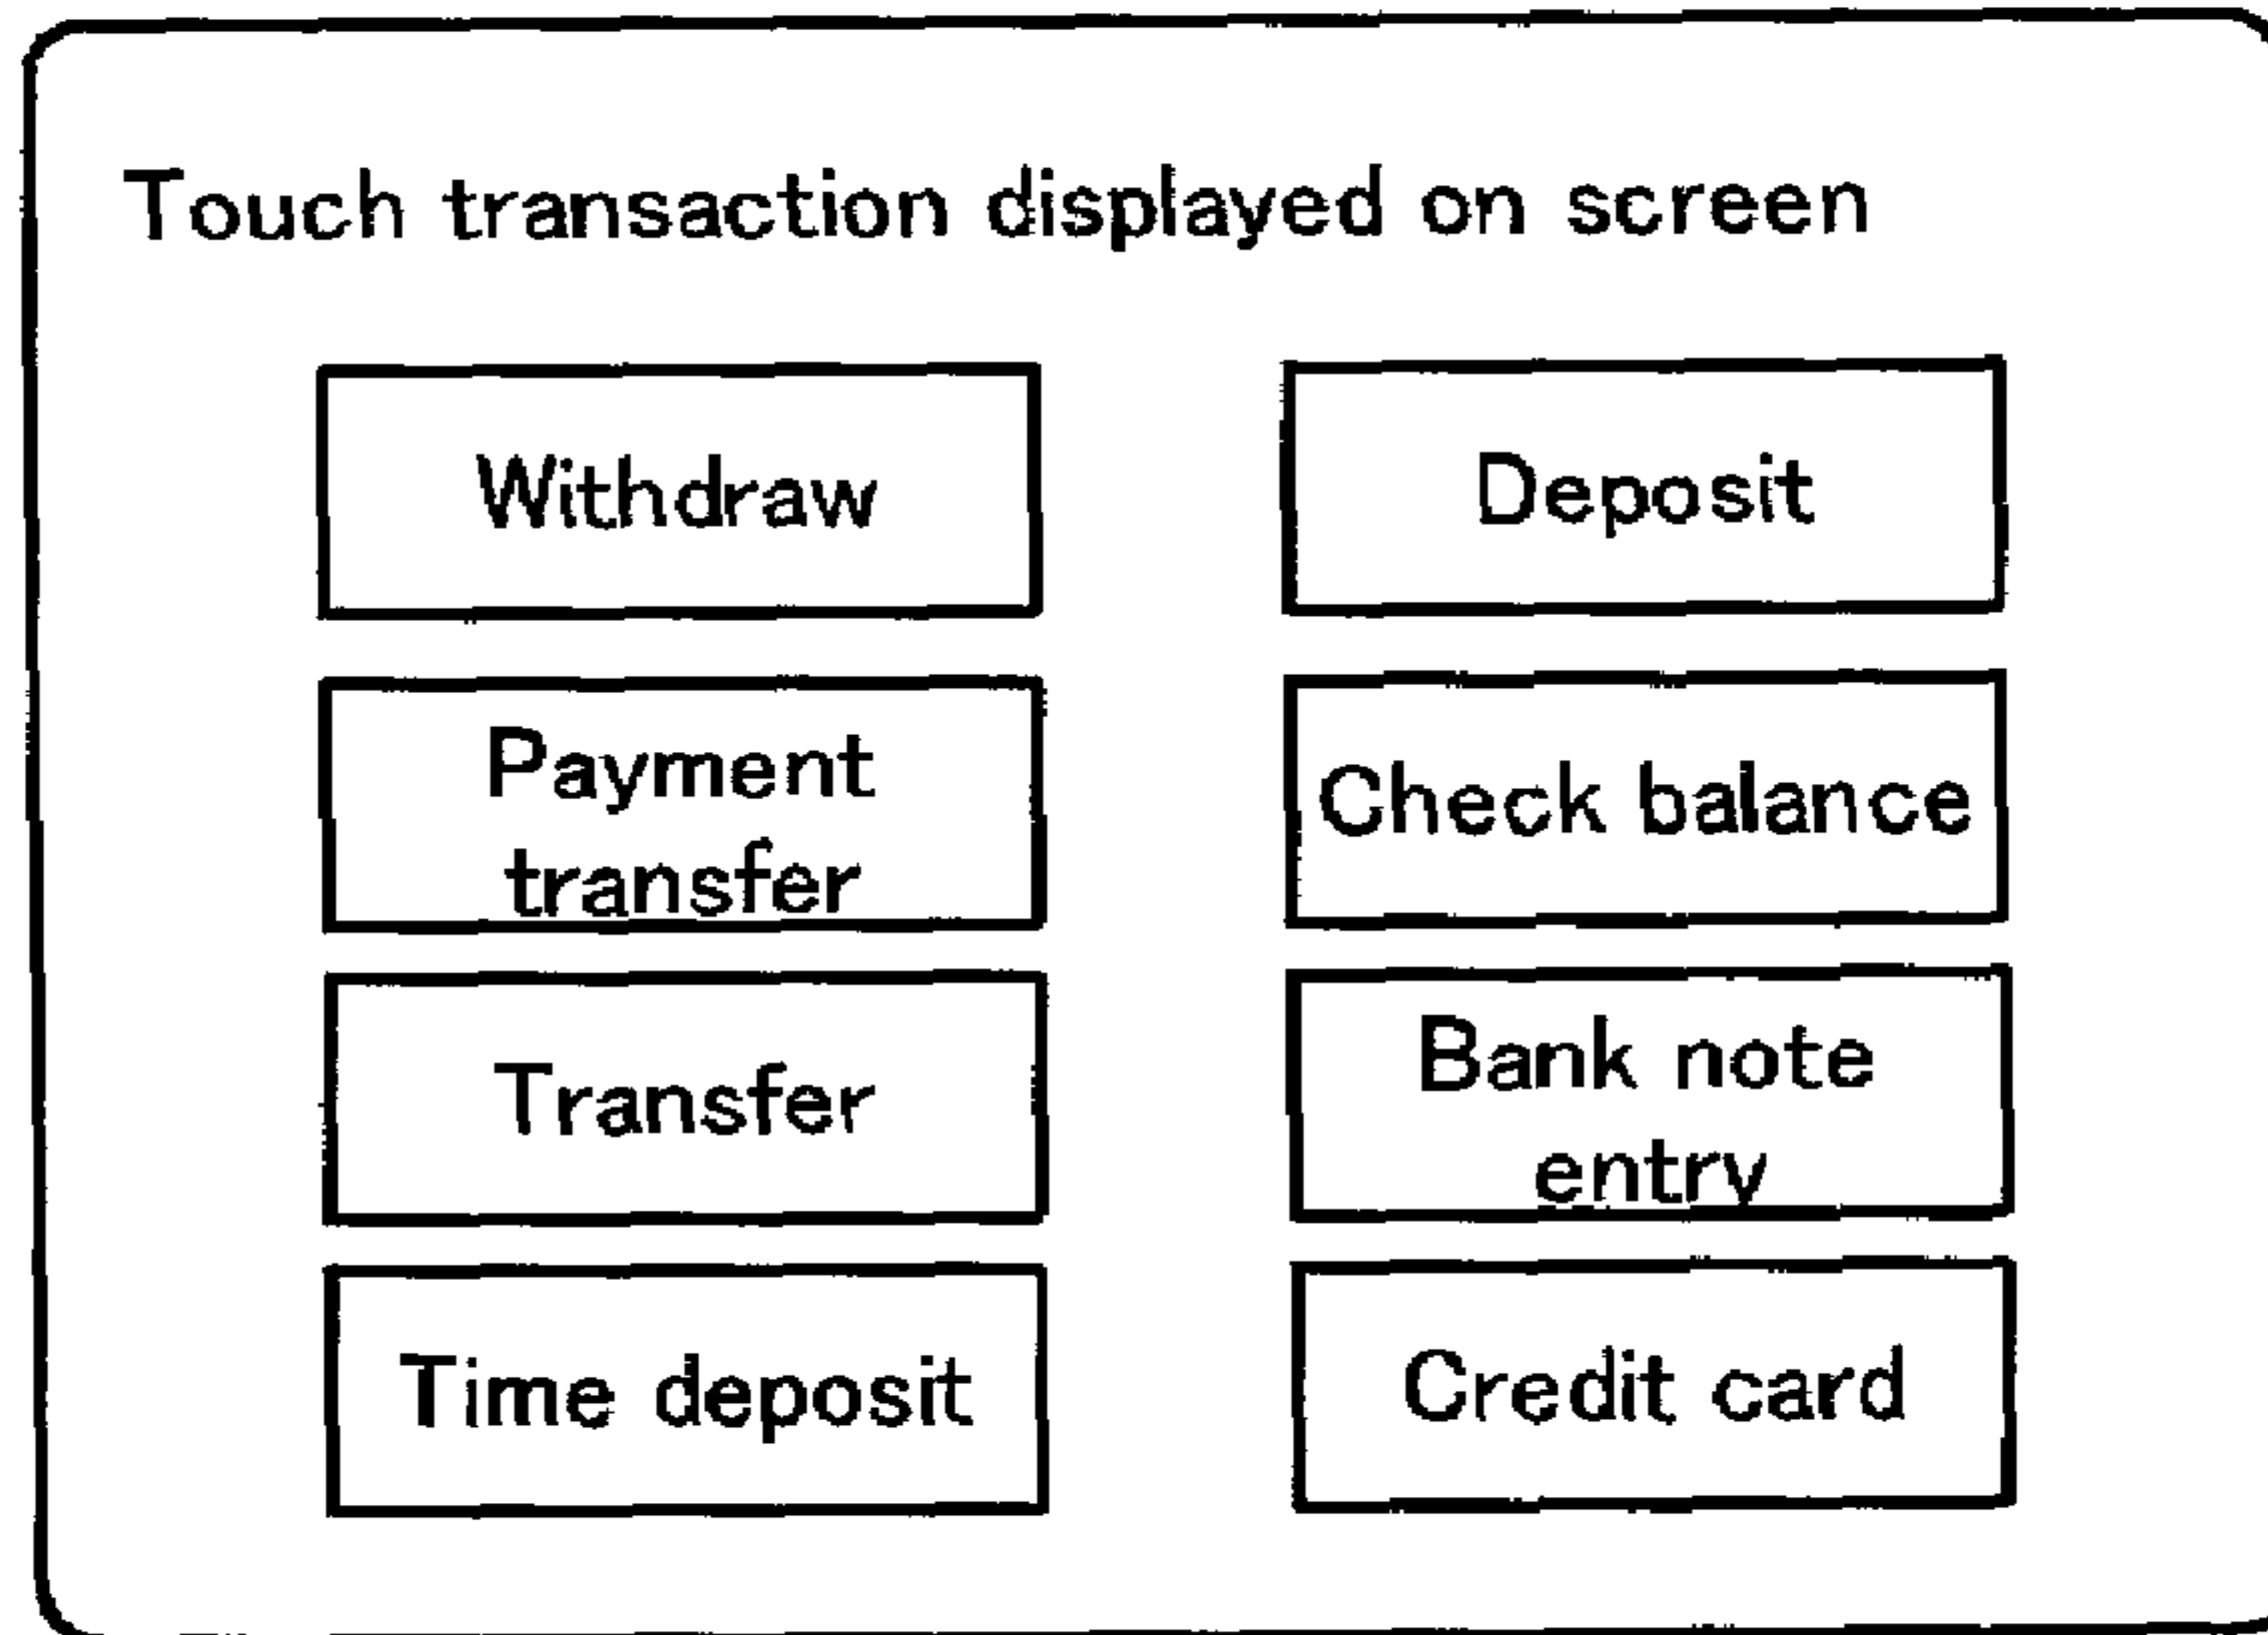 Touch transaction displayed on screen
Withdraw
Deposit
Payment
transfer
Check balance
Transfer
Bank note
entry
Time deposit
Credit card